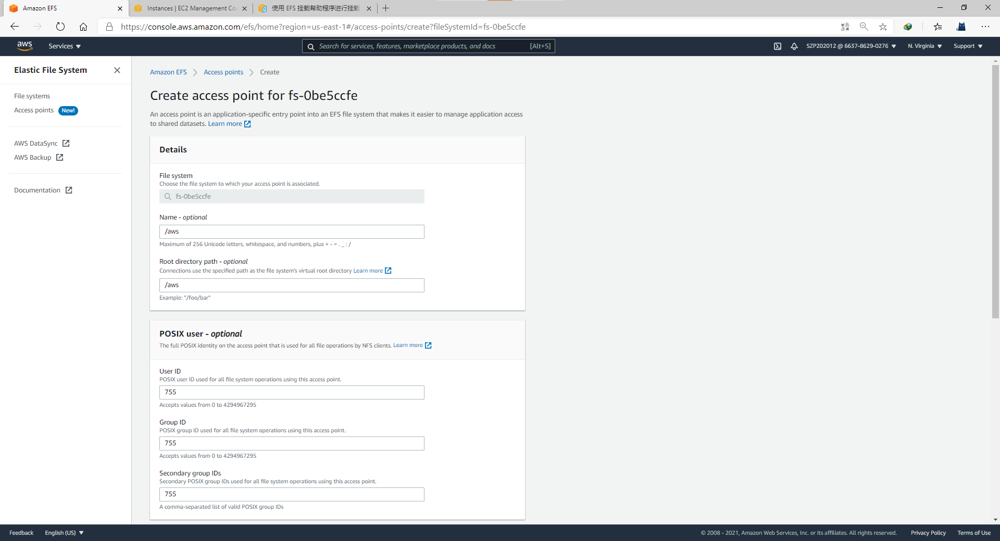 Amazon EFS
Instances | EC2 Management Co
使用 EFS 挂载帮助程序进行挂载
https://console.aws.amazon.com/efs/home?region=us-east-1#/access-points/create?fileSystemId=fs-0be5ccfe
aws
Services
Search for services, features, marketplace products, and docs
[Alt+S]
SZP202012 @ 6637-8629-0276
N. Virginia
Support
Elastic File System
File systems
Access points New!
AWS DataSync
AWS Backup
Documentation
Amazon EFS
Access points
Create
Create access point for fs-0be5ccfe
An access point is an application-specific entry point into an EFS file system that makes it easier to manage application access
to shared datasets. Learn more
Details
File system
Choose the file system to which your access point is associated.
fs-0be5ccfe
Name - optional
/aws
Maximum of 256 Unicode letters, whitespace, and numbers, plus + - = . _ : /
Root directory path - optional
Connections use the specified path as the file system's virtual root directory Learn more
/aws
Example: "/foo/bar"
POSIX user - optional
The full POSIX identity on the access point that is used for all file operations by NFS clients. Learn more
User ID
POSIX user ID used for all file system operations using this access point.
755
Accepts values from 0 to 4294967295
Group ID
POSIX group ID used for all file system operations using this access point.
755
Accepts values from 0 to 4294967295
Secondary group IDs
Secondary POSIX group IDs used for all file system operations using this access point.
755
A comma-separated list of valid POSIX group IDs
Feedback
English (US)
© 2008 - 2021, Amazon Web Services, Inc. or its affiliates. All rights reserved.
Privacy Policy
Terms of Use